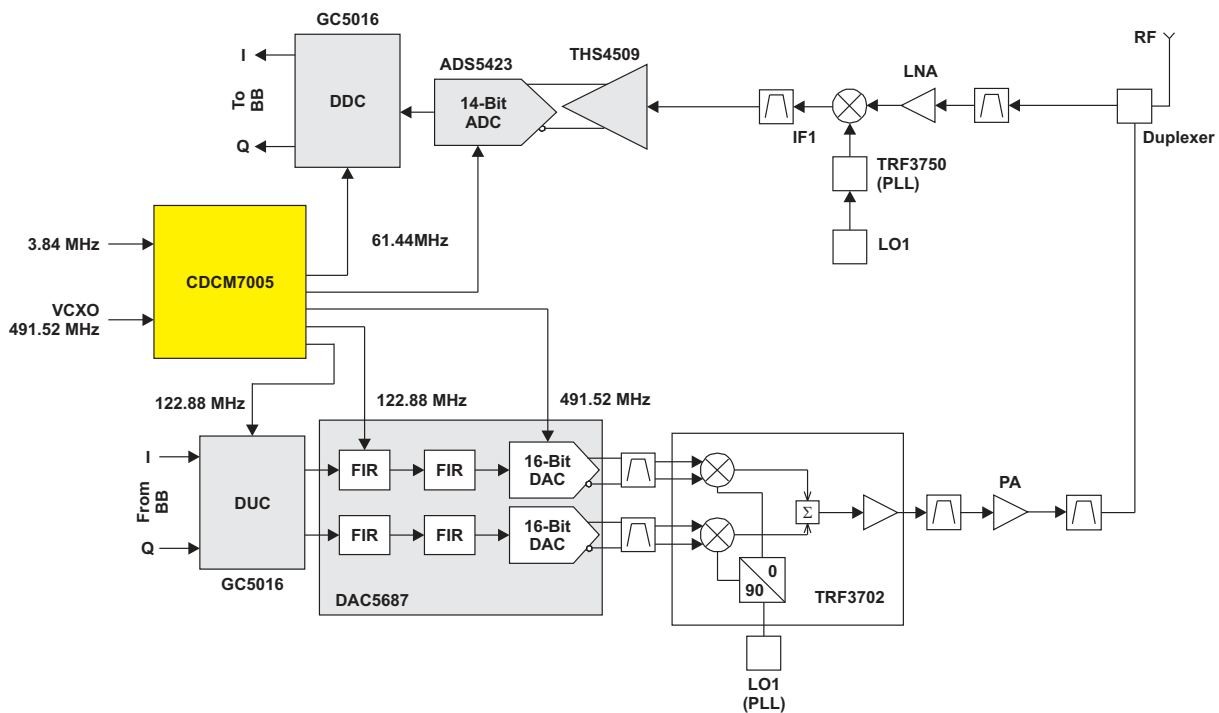 GC5016
I
To
BB
Q
DDC
ADS5423
14-Bit
ADC
THS4509
IF1
LNA
TRF3750
(PLL)
LO1
RF
Duplexer
3.84 MHz
VCXO
491.52 MHz
CDCM7005
61.44MHz
122.88 MHz
122.88 MHz
491.52 MHz
I
From
BB
Q
DUC
GC5016
FIR
FIR
16-Bit
DAC
FIR
FIR
16-Bit
DAC
DAC5687
Σ
0
90
TRF3702
LO1
(PLL)
PA